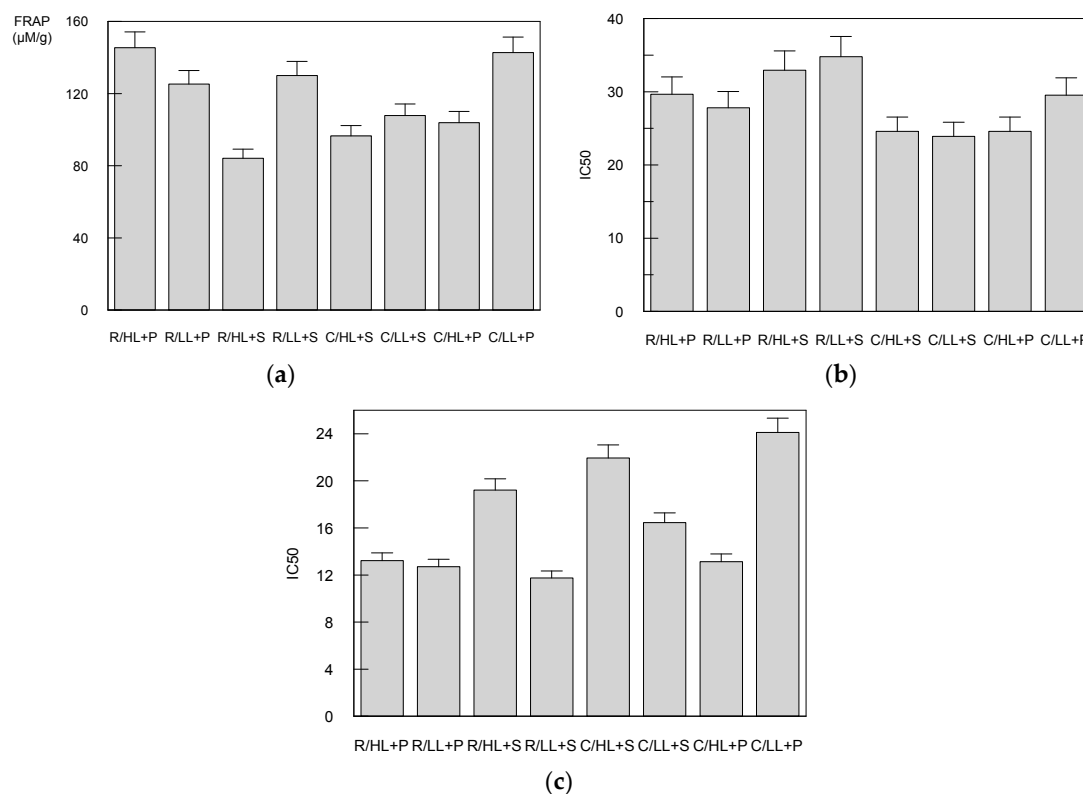 FRAP
(µM/g)
160
120
80
40
0
R/HL+P R/LL+P R/HL+S R/LL+S C/HL+S C/LL+S C/HL+P C/LL+P
(a)
40
30
20
10
0
IC50
R/HL+P R/LL+P R/HL+S R/LL+S C/HL+S C/LL+S C/HL+P C/LL+P
(b)
24
20
16
12
8
4
0
IC50
R/HL+P R/LL+P R/HL+S R/LL+S C/HL+S C/LL+S C/HL+P C/LL+P
(c)